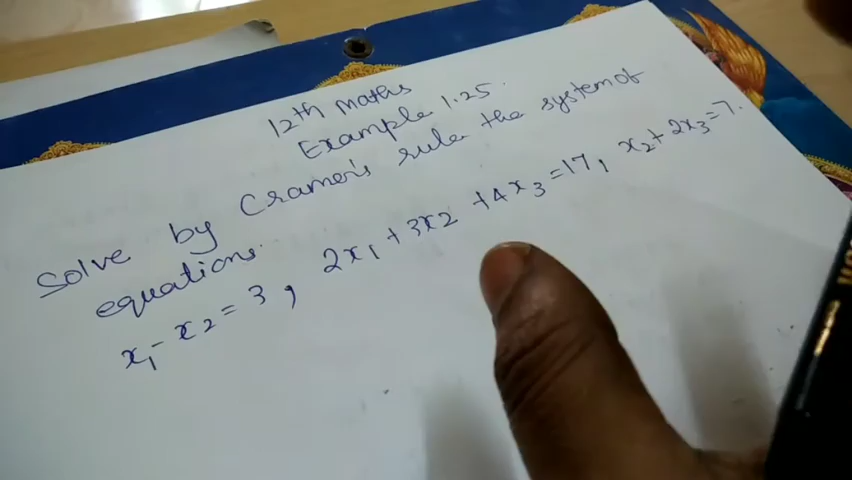 12th Maths
Example 1.25.
Solve by Cramer's rule the system of
equations.
x₁ - x₂ = 3, 2x₁ + 3x₂ + 4x₃ = 17, x₂ + 2x₃ = 7.